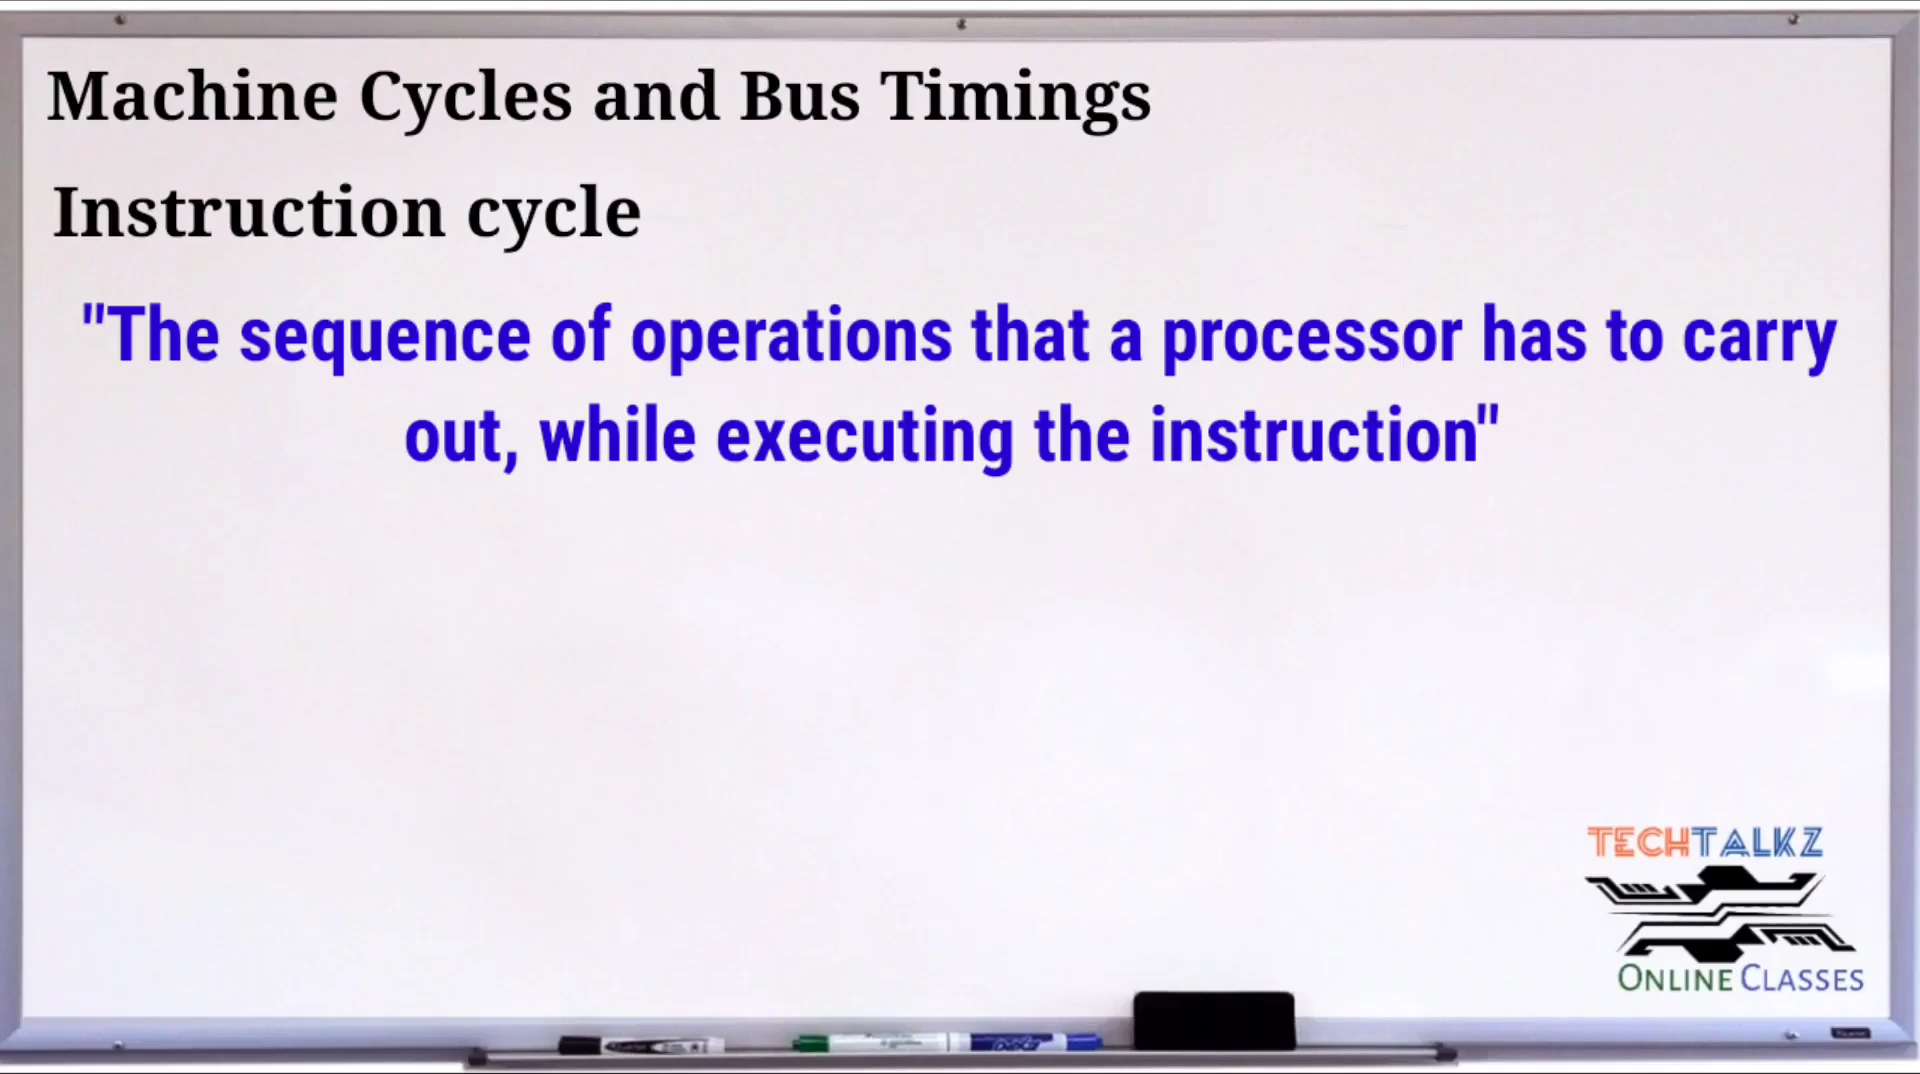 Machine Cycles and Bus Timings
Instruction cycle
"The sequence of operations that a processor has to carry
out, while executing the instruction"
TECHTALKZ
ONLINE CLASSES